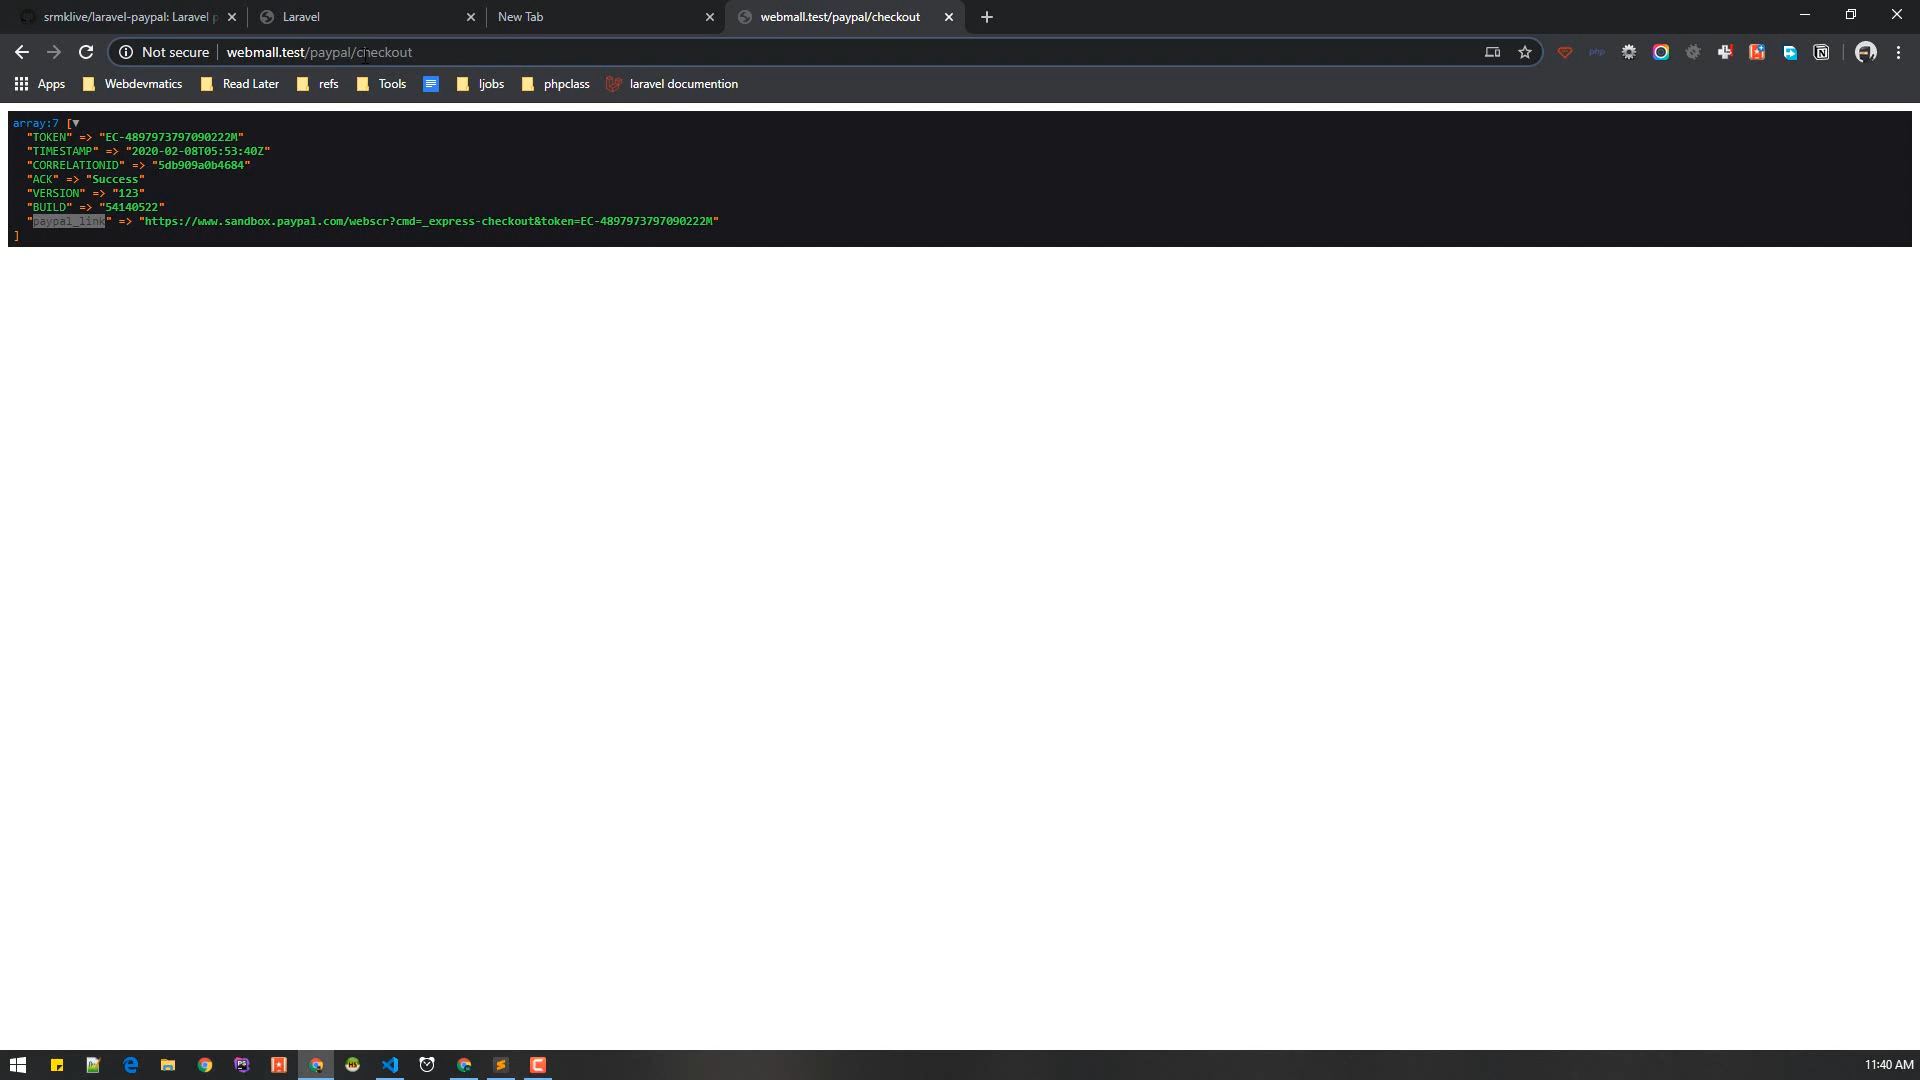 srmklive/laravel-paypal: Laravel p
Laravel
New Tab
webmall.test/paypal/checkout
Not secure
webmall.test/paypal/checkout
Apps
Webdevmatics
Read Later
refs
Tools
ljobs
phpclass
laravel documention
array:7 [▼
"TOKEN" => "EC-4897973797090222M"
"TIMESTAMP" => "2020-02-08T05:53:40Z"
"CORRELATIONID" => "5db909a0b4684"
"ACK" => "Success"
"VERSION" => "123"
"BUILD" => "54140522"
"paypal_link" => "https://www.sandbox.paypal.com/webscr?cmd=_express-checkout&token=EC-4897973797090222M"
]
11:40 AM